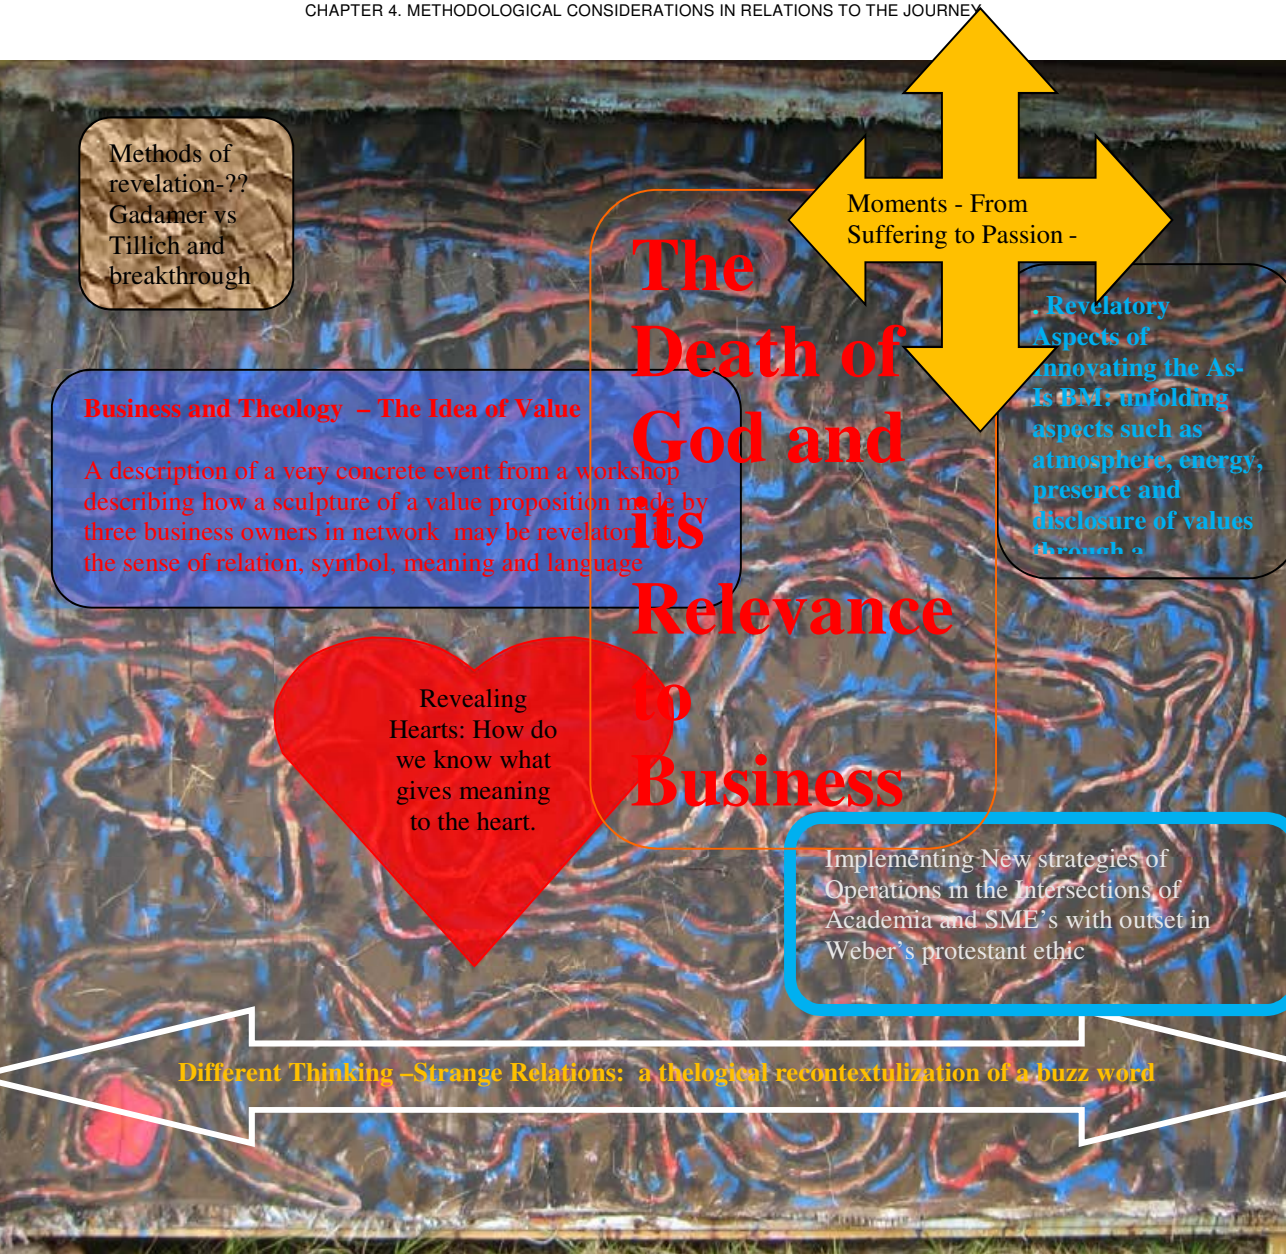 CHAPTER 4. METHODOLOGICAL CONSIDERATIONS IN RELATIONS TO THE JOURNEY
Methods of
revelation-??
Gadamer vs
Tillich and
breakthrough
Moments - From
Suffering to Passion -
The
Death of
God and
its
Relevance
to
Business
. Revelatory
Aspects of
Innovating the As-
Is BM: unfolding
aspects such as
atmosphere, energy,
presence and
disclosure of values
through a
Business and Theology – The Idea of Value
A description of a very concrete event from a workshop
describing how a sculpture of a value proposition made by
three business owners in network may be revelatory in
the sense of relation, symbol, meaning and language
Revealing
Hearts: How do
we know what
gives meaning
to the heart.
Implementing New strategies of
Operations in the Intersections of
Academia and SME's with outset in
Weber's protestant ethic
Different Thinking –Strange Relations: a thelogical recontextulization of a buzz word